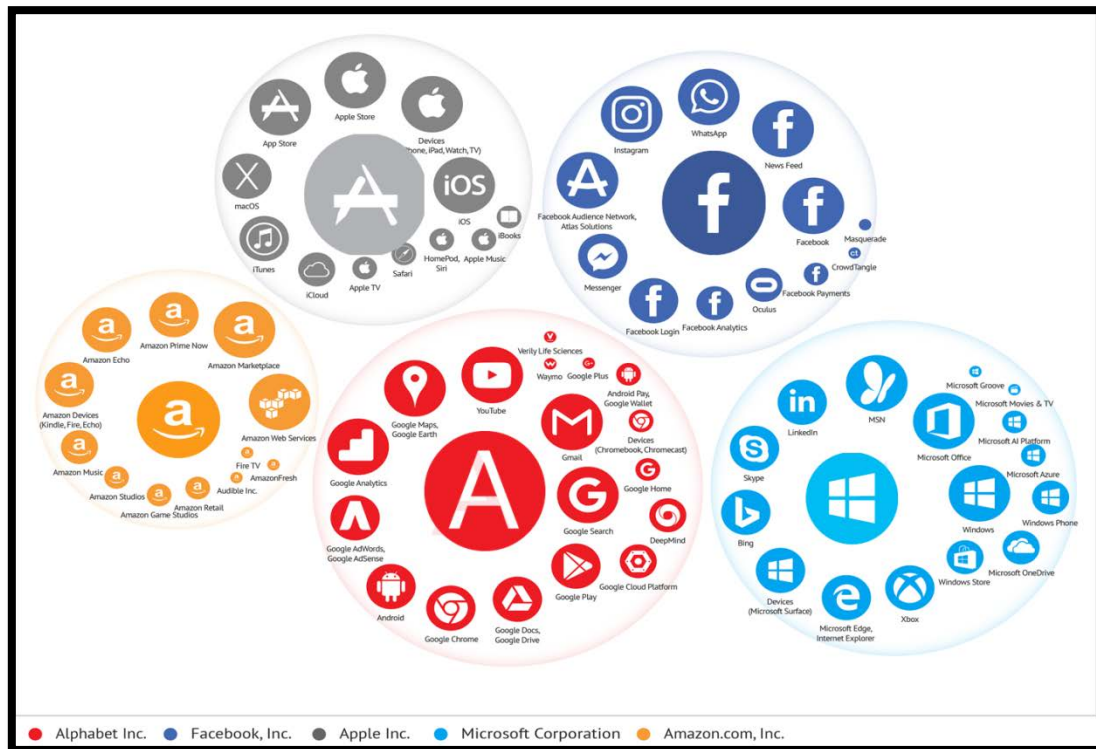 App Store
Apple Store
Devices
hone, iPad, Watch, TV)
macOS
iOS
iOS
iTunes
iCloud
Apple TV
Safari
HomePod,
Siri
Apple Music
iBooks
Instagram
WhatsApp
News Feed
Facebook Audience Network,
Atlas Solutions
Facebook
Masquerade
ct
CrowdTangle
Messenger
Facebook Login
Facebook Analytics
Oculus
Facebook Payments
Amazon Echo
Amazon Prime Now
Amazon Marketplace
Amazon Devices
(Kindle, Fire, Echo)
Amazon Web Services
Amazon Music
Fire TV
AmazonFresh
Amazon Studios
Amazon Game Studios
Amazon Retail
Audible Inc.
Google Maps,
Google Earth
YouTube
Verily Life Sciences
Waymo
Google Plus
Android Pay,
Google Wallet
Google Analytics
Gmail
Devices
(Chromebook, Chromecast)
Google Home
Google AdWords,
Google AdSense
Google Search
DeepMind
Android
Google Chrome
Google Docs,
Google Drive
Google Play
Google Cloud Platform
LinkedIn
MSN
Microsoft Groove
Microsoft Movies & TV
Microsoft Office
Microsoft AI Platform
Skype
Microsoft Azure
Bing
Windows
Windows Phone
Devices
(Microsoft Surface)
Microsoft Edge,
Internet Explorer
Xbox
Windows Store
Microsoft OneDrive
Alphabet Inc.
Facebook, Inc.
Apple Inc.
Microsoft Corporation
Amazon.com, Inc.